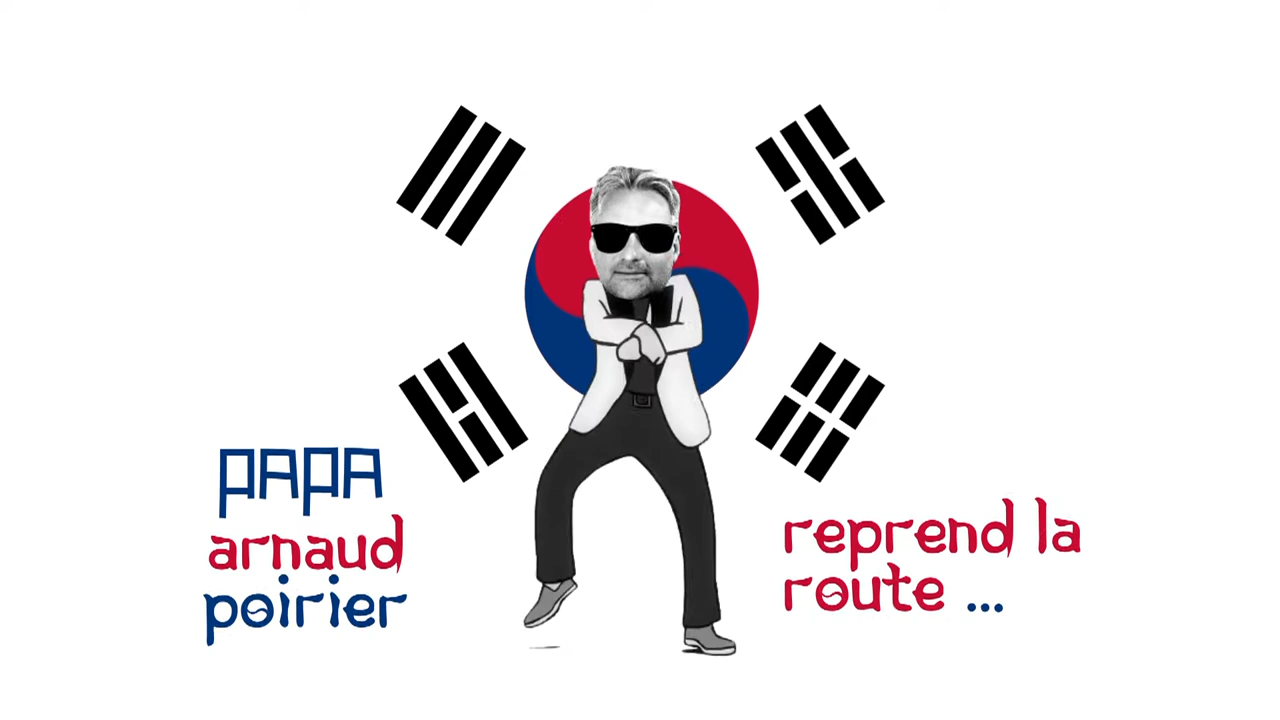 papa
arnaud
poirier
reprend la
route ...